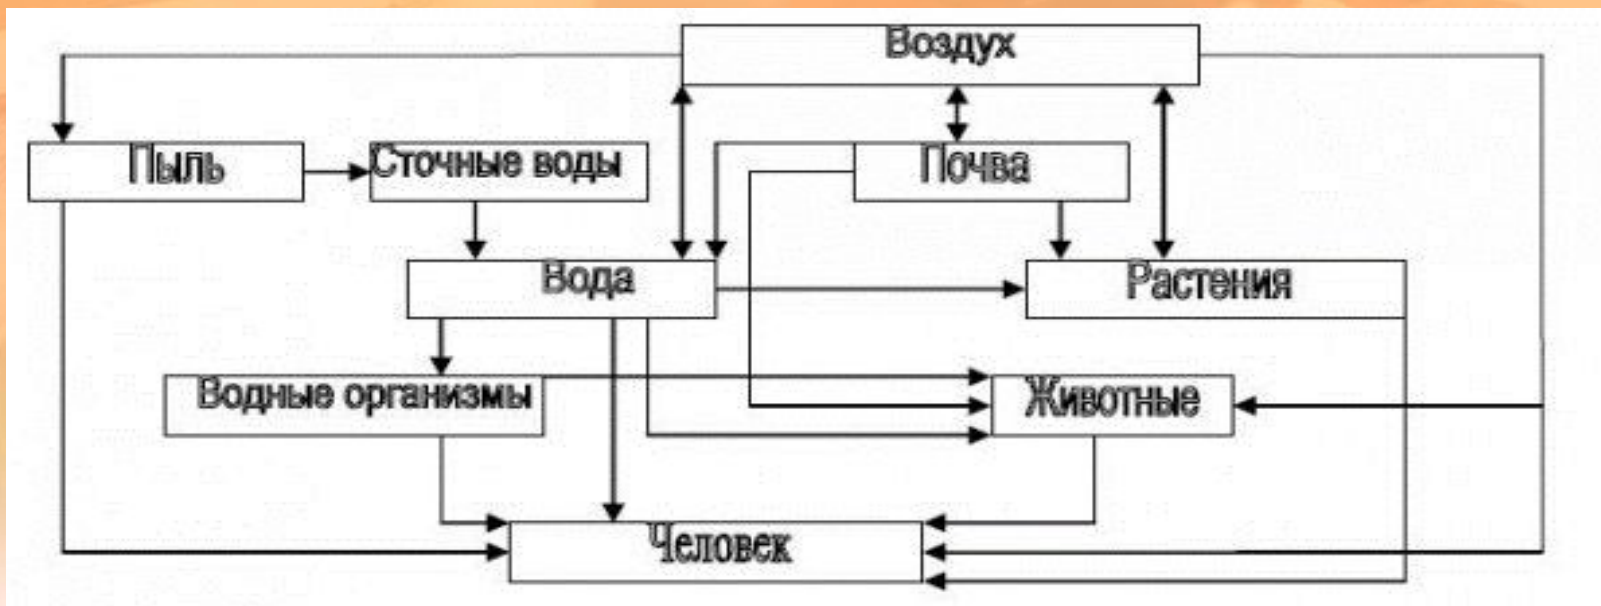 Воздух
Пыль
Сточные воды
Почва
Вода
Растения
Водные организмы
Животные
Человек